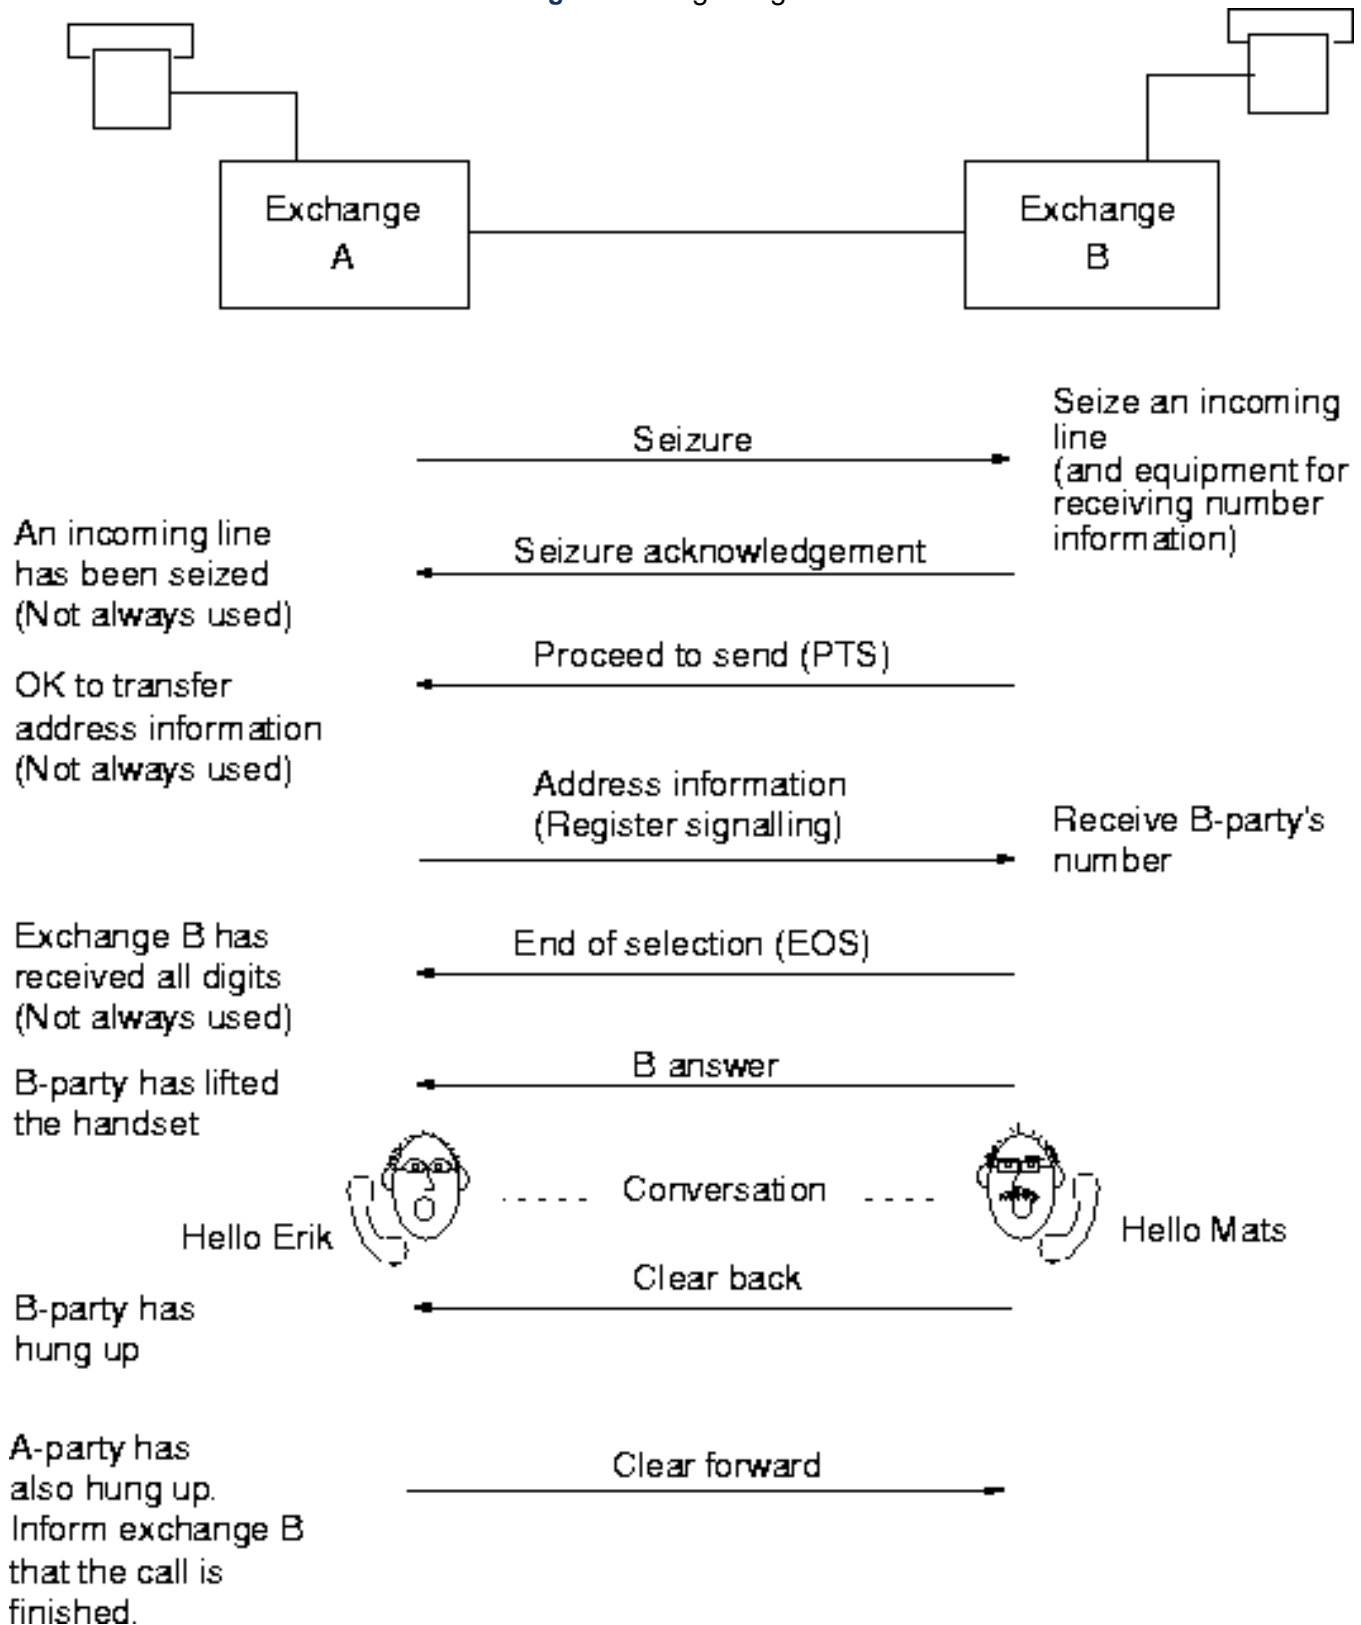 Exchange
A
Exchange
B
Seizure
Seize an incoming
line
(and equipment for
receiving number
information)
An incoming line
has been seized
(Not always used)
Seizure acknowledgement
Proceed to send (PTS)
OK to transfer
address information
(Not always used)
Address information
(Register signalling)
Receive B-party's
number
Exchange B has
received all digits
(Not always used)
End of selection (EOS)
B answer
B-party has lifted
the handset
Conversation
Hello Erik
Hello Mats
Clear back
B-party has
hung up
A-party has
also hung up.
Inform exchange B
that the call is
finished.
Clear forward